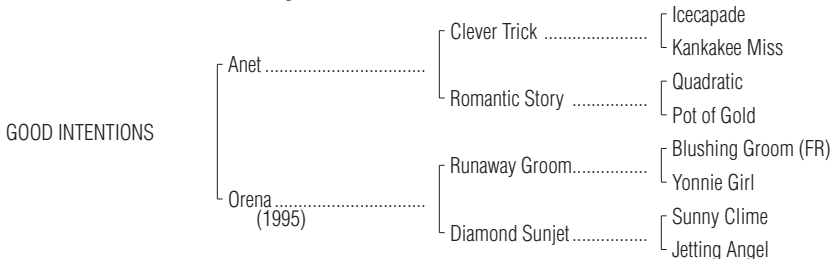 Icecapade
Clever Trick ......................
Kankakee Miss
Anet ..................................
Quadratic
Romantic Story ................
Pot of Gold
GOOD INTENTIONS
Blushing Groom (FR)
Runaway Groom................
Yonnie Girl
Orena ................................
(1995)
Sunny Clime
Diamond Sunjet ................
Jetting Angel